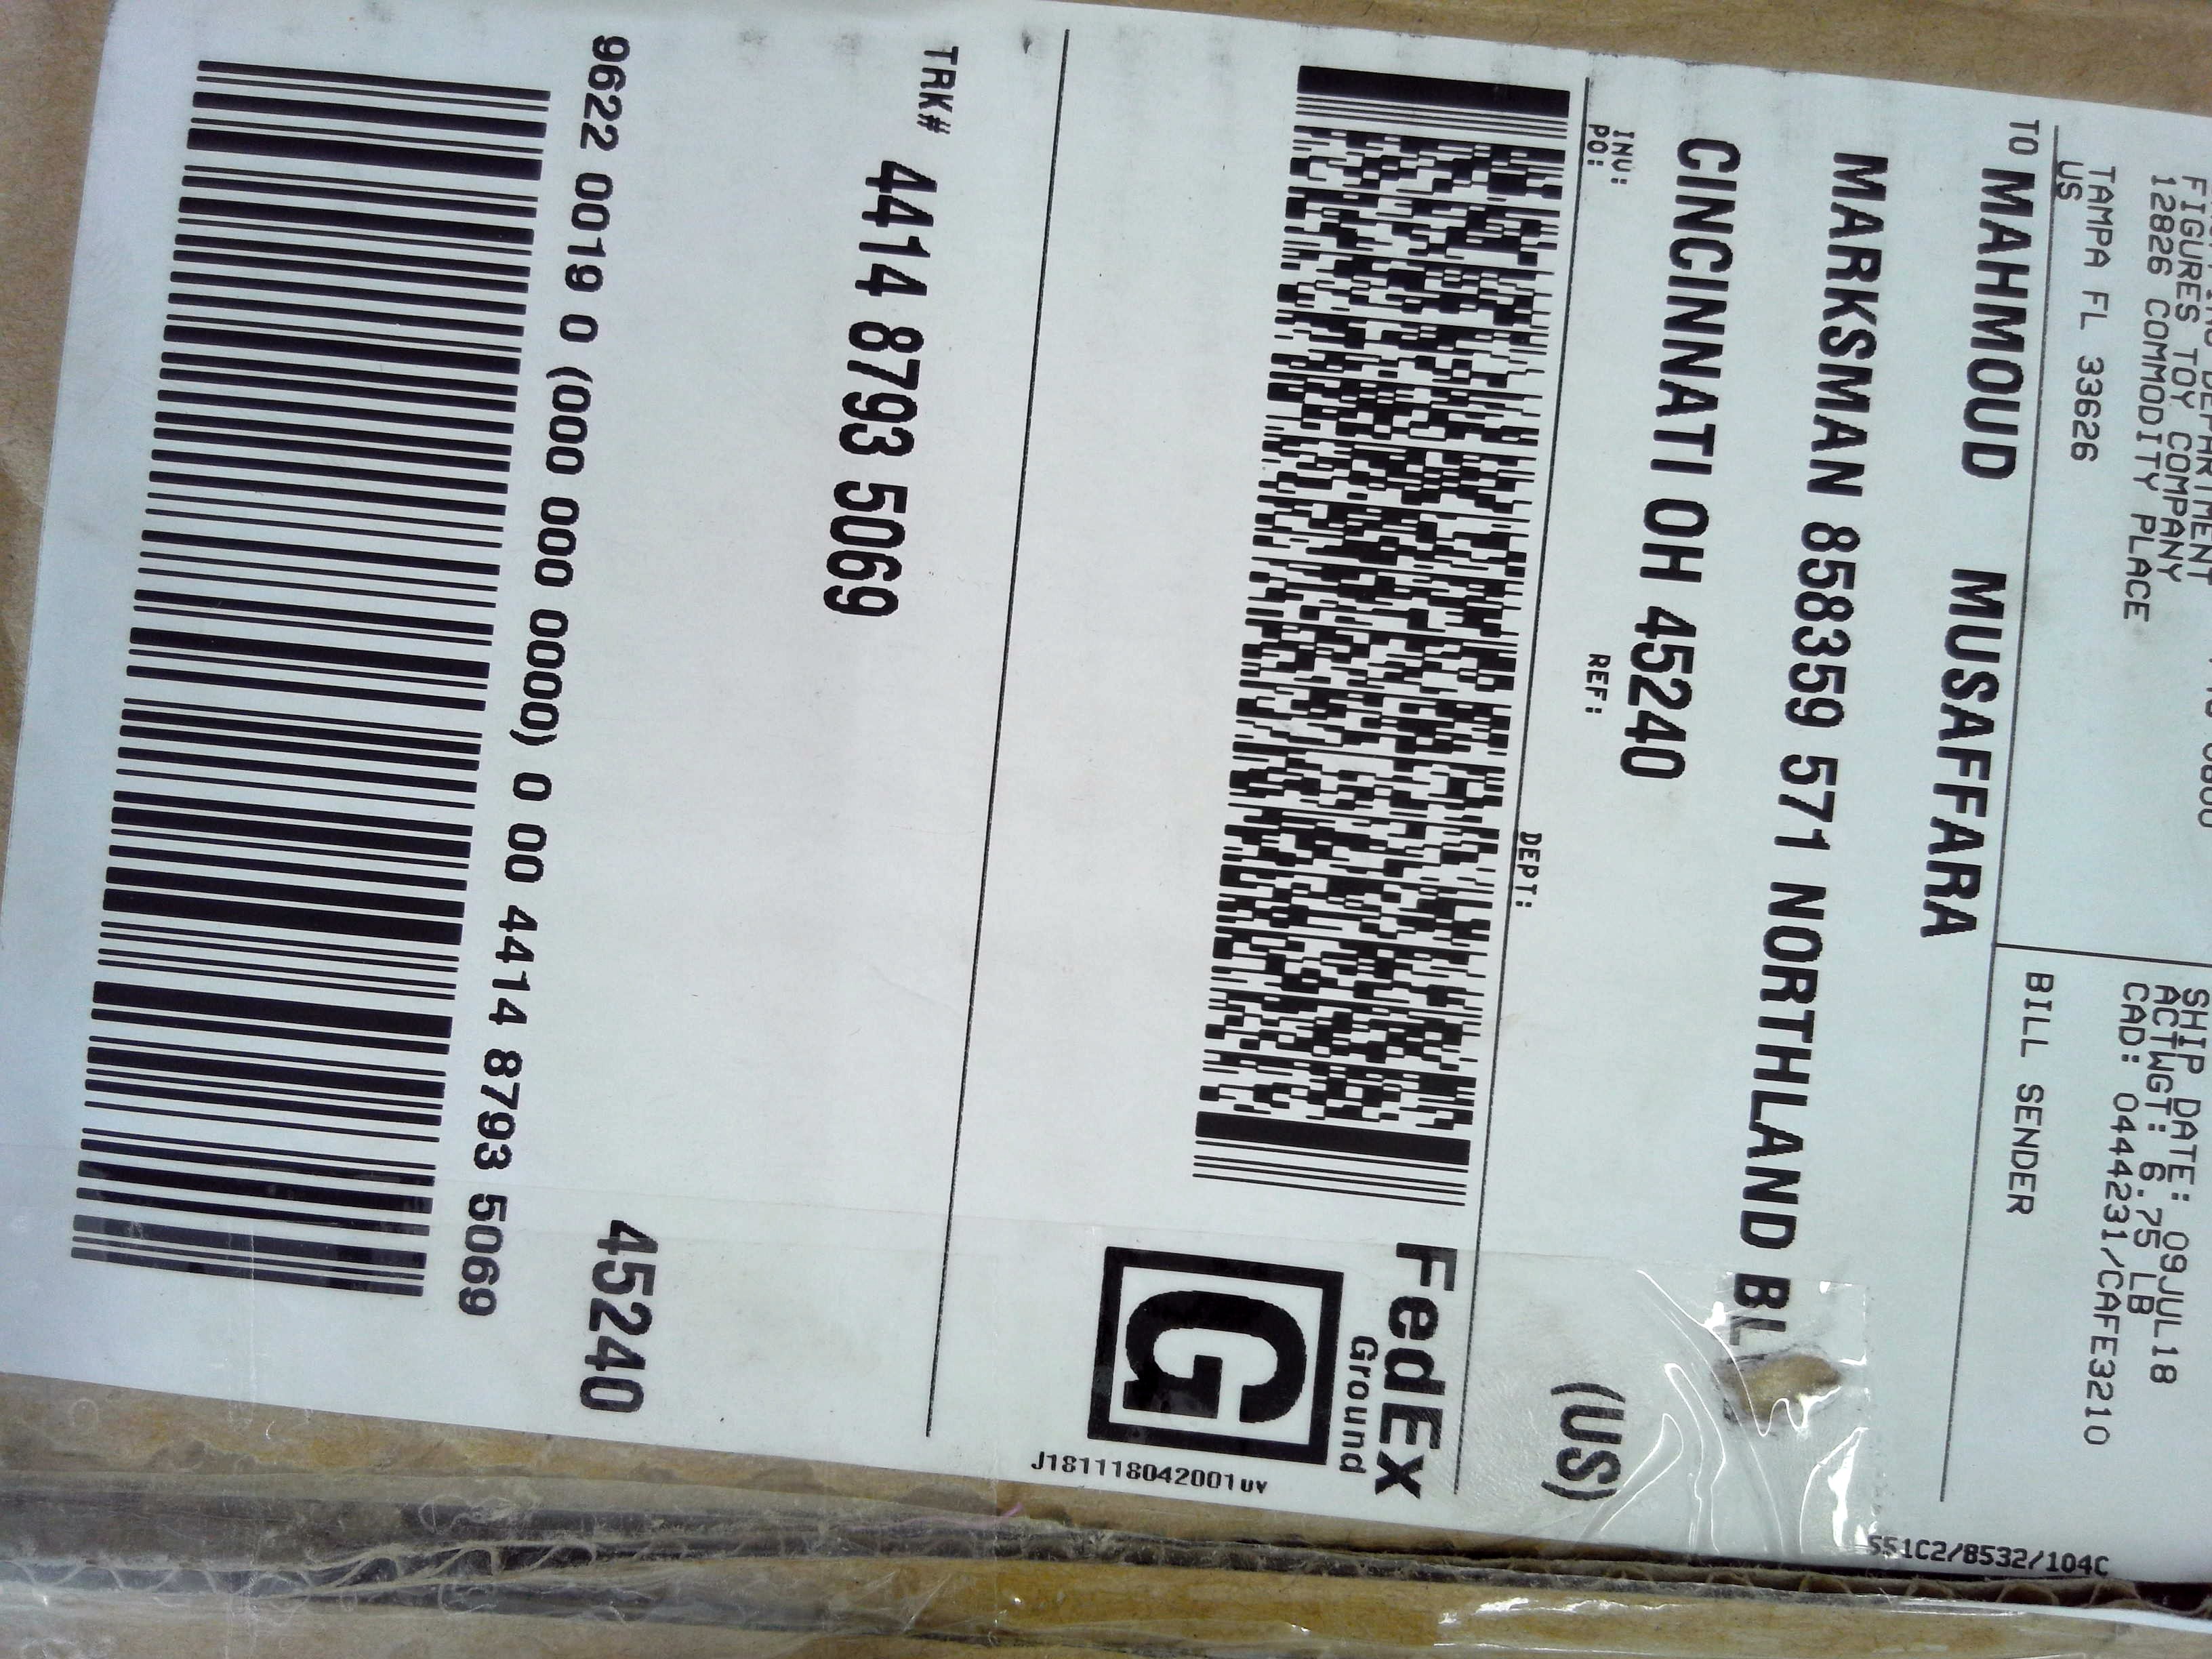 FIGURES TOY COMPANY
12826 COMMODITY PLACE
TAMPA FL 33626
US
SHIP DATE: 09JUL18
ACTWGT: 6.75 LB
CAD: 0444231/CAFE3210
BILL SENDER
TO MAHMOUD MUSAFFARA
MARKSMAN 858359 571 NORTHLAND BL
CINCINNATI OH 45240
(US)
INV:
PO:
REF:
DEPT:
551C2/8532/104C
FedEx
Ground
G
J181118042001uv
TRK# 4414 8793 5069
45240
9622 0019 0 (000 000 0000) 0 00 4414 8793 5069